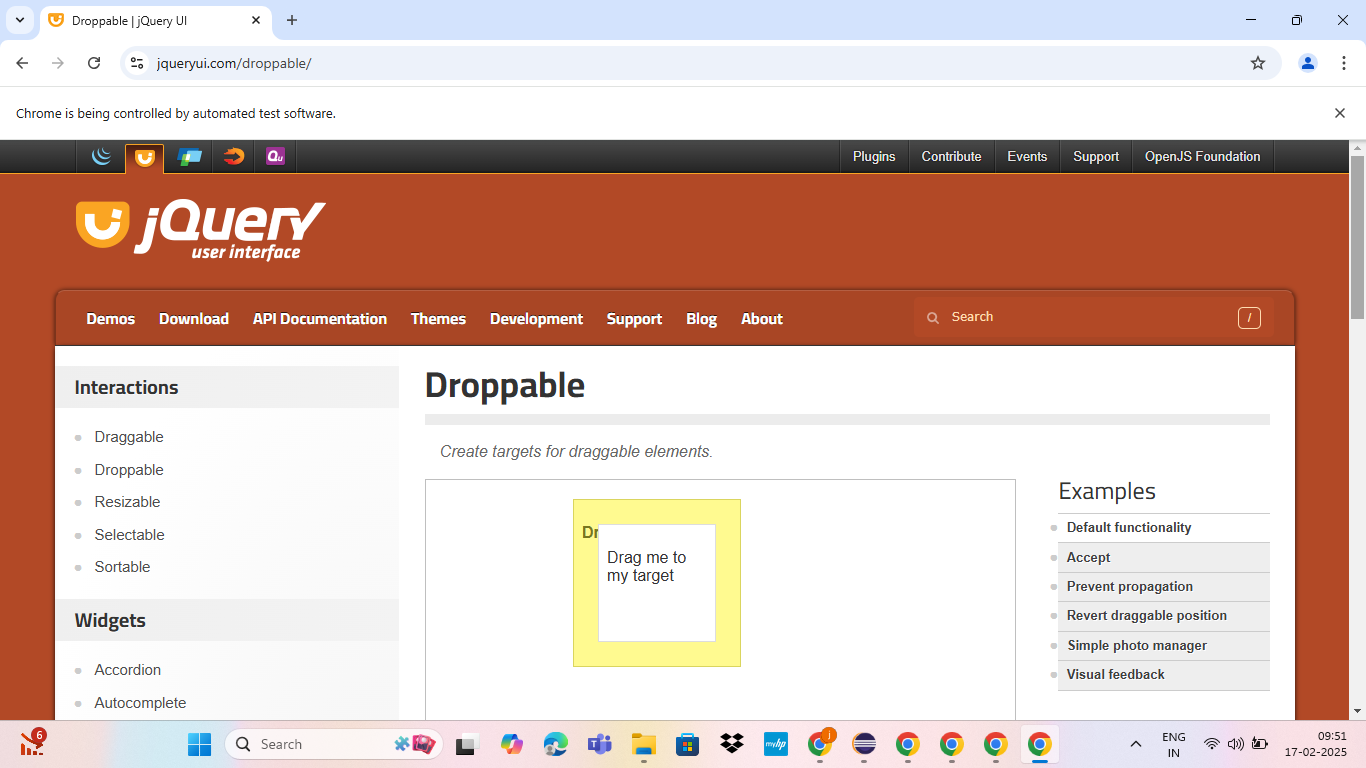 Droppable | jQuery UI
jqueryui.com/droppable/
Chrome is being controlled by automated test software.
Qu
Plugins Contribute Events Support OpenJS Foundation
jQuery
user interface
Demos Download API Documentation Themes Development Support Blog About Search /
Interactions
Draggable
Droppable
Resizable
Selectable
Sortable
Widgets
Accordion
Autocomplete
Droppable
Create targets for draggable elements.
Dr
Drag me to
my target
Examples
Default functionality
Accept
Prevent propagation
Revert draggable position
Simple photo manager
Visual feedback
6
Search
myhp
j
ENG
IN
09:51
17-02-2025